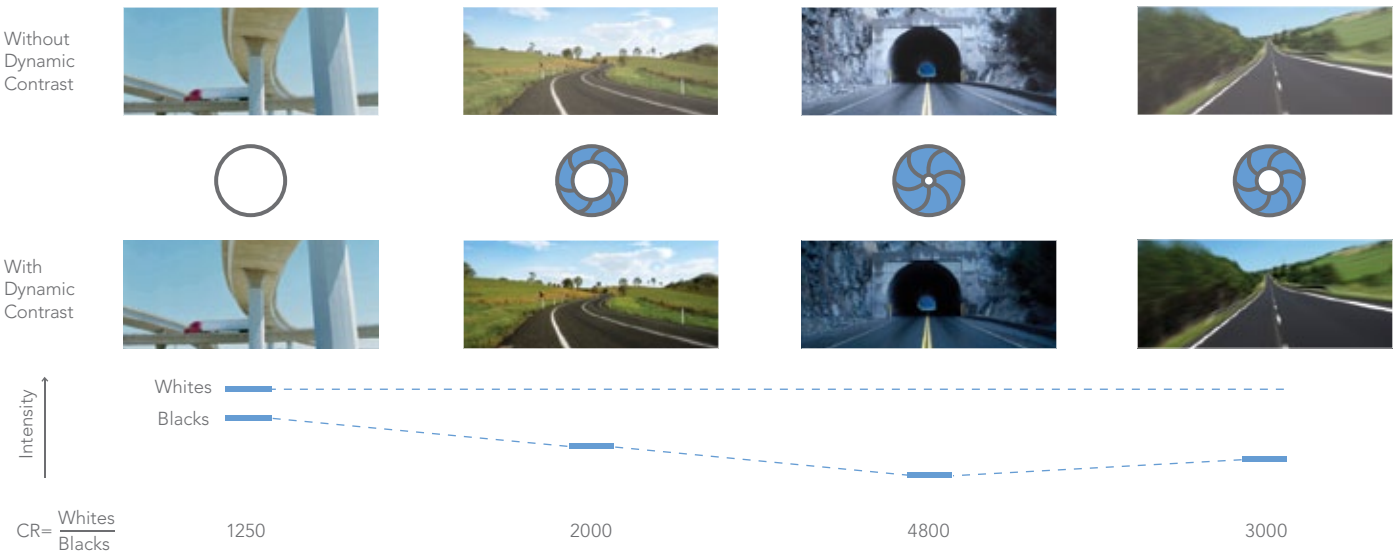 Without
Dynamic
Contrast
With
Dynamic
Contrast
Intensity
Whites
Blacks
CR= Whites
Blacks
1250
2000
4800
3000